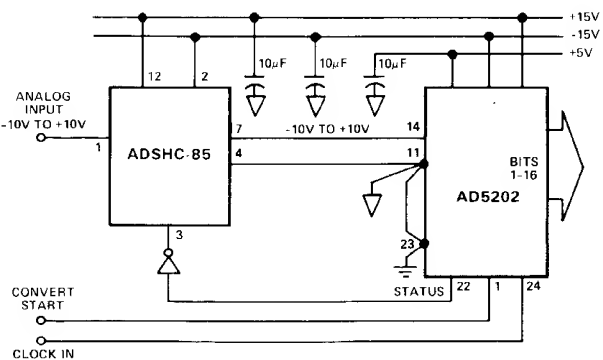 +15V
-15V
+5V
10μF
10μF
10μF
12
2
ANALOG
INPUT
-10V TO +10V
1
7
-10V TO +10V
14
ADSHC-85
4
11
BITS
1-16
AD5202
3
23
STATUS
22
1
24
CONVERT
START
CLOCK IN